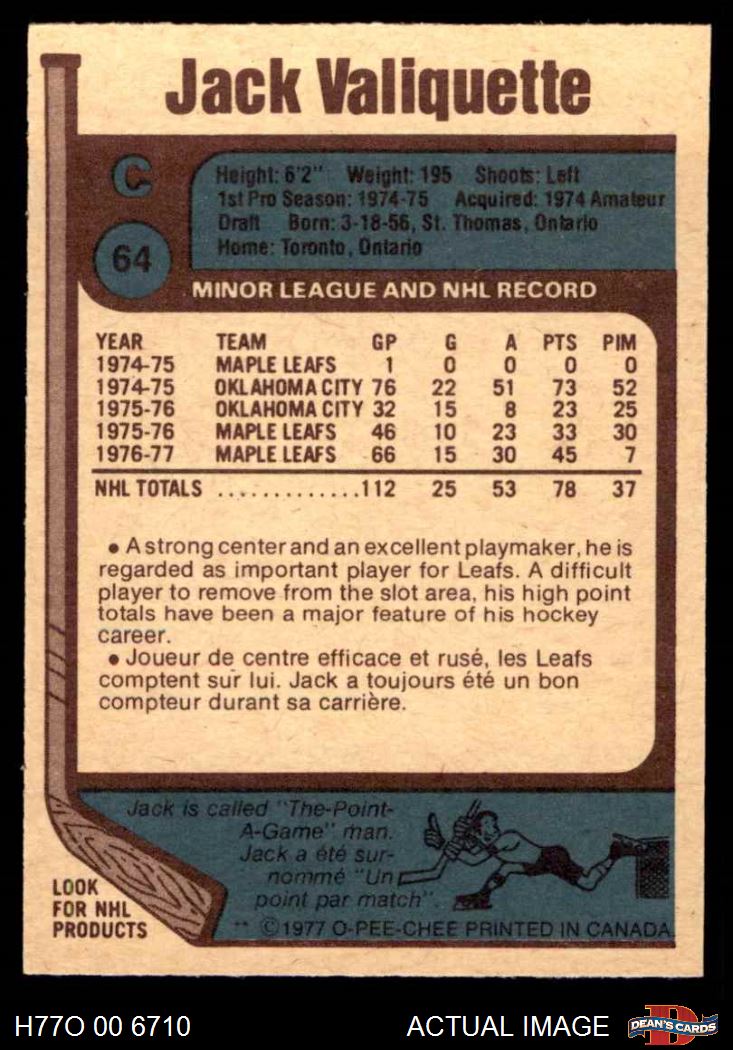 Jack Valiquette
C
64
Height: 6'2" Weight: 195 Shoots: Left
1st Pro Season: 1974-75 Acquired: 1974 Amateur
Draft Born: 3-18-56, St. Thomas, Ontario
Home: Toronto, Ontario
MINOR LEAGUE AND NHL RECORD
YEAR TEAM GP G A PTS PIM
1974-75 MAPLE LEAFS 1 0 0 0 0
1974-75 OKLAHOMA CITY 76 22 51 73 52
1975-76 OKLAHOMA CITY 32 15 8 23 25
1975-76 MAPLE LEAFS 46 10 23 33 30
1976-77 MAPLE LEAFS 66 15 30 45 7
NHL TOTALS .............112 25 53 78 37
• A strong center and an excellent playmaker, he is
regarded as important player for Leafs. A difficult
player to remove from the slot area, his high point
totals have been a major feature of his hockey
career.
• Joueur de centre efficace et rusé, les Leafs
comptent sur lui. Jack a toujours été un bon
compteur durant sa carrière.
Jack is called "The-Point-
A-Game" man.
Jack a été sur-
nommé "Un
point par match".
LOOK
FOR NHL
PRODUCTS
** ©1977 O-PEE-CHEE PRINTED IN CANADA
H77O 00 6710
ACTUAL IMAGE
D
DEAN'S CARDS